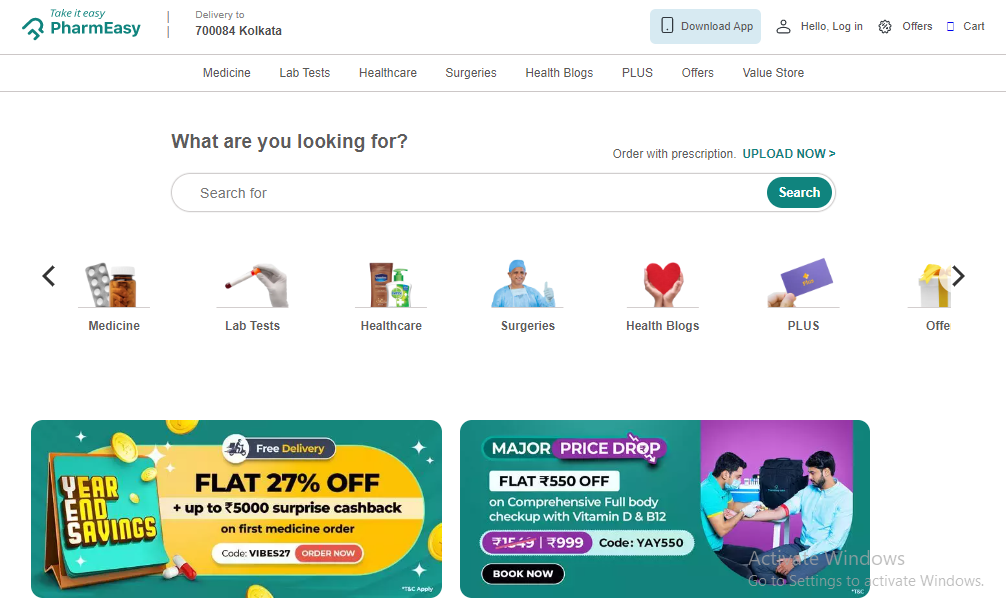 Take it easy
PharmEasy
Delivery to
700084 Kolkata
Download App
Hello, Log in
Offers
Cart
Medicine
Lab Tests
Healthcare
Surgeries
Health Blogs
PLUS
Offers
Value Store
What are you looking for?
Order with prescription. UPLOAD NOW >
Search for
Search
Plus
Medicine
Lab Tests
Healthcare
Surgeries
Health Blogs
PLUS
Offe
YEAR
END
SAVINGS
Free Delivery
FLAT 27% OFF
+ up to ₹5000 surprise cashback
on first medicine order
Code: VIBES27 ORDER NOW
*T&C Apply
MAJOR PRICE DROP
FLAT ₹550 OFF
on Comprehensive Full body
checkup with Vitamin D & B12
₹1549 | ₹999 Code: YAY550
BOOK NOW
*T&C
Activate Windows
Go to Settings to activate Windows.